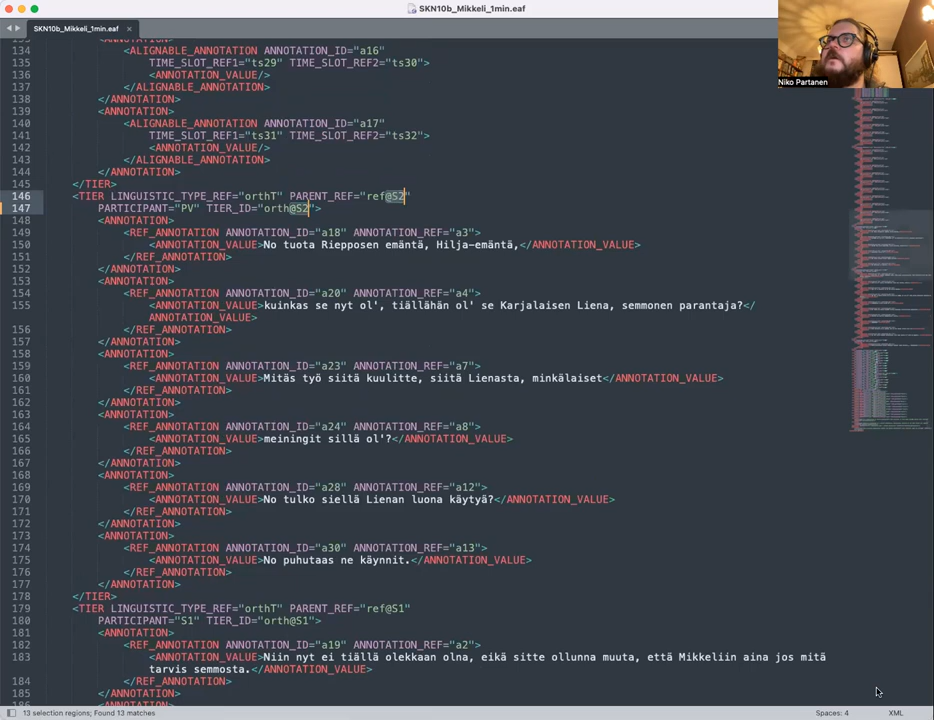 SKN10b_Mikkeli_1min.eaf
SKN10b_Mikkeli_1min.eaf
Niko Partanen
134 <ALIGNABLE_ANNOTATION ANNOTATION_ID="a16"
135 TIME_SLOT_REF1="ts29" TIME_SLOT_REF2="ts30">
136 <ANNOTATION_VALUE/>
137 </ALIGNABLE_ANNOTATION>
138 </ANNOTATION>
139 <ANNOTATION>
140 <ALIGNABLE_ANNOTATION ANNOTATION_ID="a17"
141 TIME_SLOT_REF1="ts31" TIME_SLOT_REF2="ts32">
142 <ANNOTATION_VALUE/>
143 </ALIGNABLE_ANNOTATION>
144 </ANNOTATION>
145 </TIER>
146 <TIER LINGUISTIC_TYPE_REF="orthT" PARENT_REF="ref@S2"
147 PARTICIPANT="PV" TIER_ID="orth@S2">
148 <ANNOTATION>
149 <REF_ANNOTATION ANNOTATION_ID="a18" ANNOTATION_REF="a3">
150 <ANNOTATION_VALUE>No tuota Riepposen emäntä, Hilja-emäntä,</ANNOTATION_VALUE>
151 </REF_ANNOTATION>
152 </ANNOTATION>
153 <ANNOTATION>
154 <REF_ANNOTATION ANNOTATION_ID="a20" ANNOTATION_REF="a4">
155 <ANNOTATION_VALUE>kuinkas se nyt ol', tiällähän ol' se Karjalaisen Liena, semmonen parantaja?</
ANNOTATION_VALUE>
156 </REF_ANNOTATION>
157 </ANNOTATION>
158 <ANNOTATION>
159 <REF_ANNOTATION ANNOTATION_ID="a23" ANNOTATION_REF="a7">
160 <ANNOTATION_VALUE>Mitäs työ siitä kuulitte, siitä Lienasta, minkälaiset</ANNOTATION_VALUE>
161 </REF_ANNOTATION>
162 </ANNOTATION>
163 <ANNOTATION>
164 <REF_ANNOTATION ANNOTATION_ID="a24" ANNOTATION_REF="a8">
165 <ANNOTATION_VALUE>meiningit sillä ol'?</ANNOTATION_VALUE>
166 </REF_ANNOTATION>
167 </ANNOTATION>
168 <ANNOTATION>
169 <REF_ANNOTATION ANNOTATION_ID="a28" ANNOTATION_REF="a12">
170 <ANNOTATION_VALUE>No tulko siellä Lienan luona käytyä?</ANNOTATION_VALUE>
171 </REF_ANNOTATION>
172 </ANNOTATION>
173 <ANNOTATION>
174 <REF_ANNOTATION ANNOTATION_ID="a30" ANNOTATION_REF="a13">
175 <ANNOTATION_VALUE>No puhutaas ne käynnit.</ANNOTATION_VALUE>
176 </REF_ANNOTATION>
177 </ANNOTATION>
178 </TIER>
179 <TIER LINGUISTIC_TYPE_REF="orthT" PARENT_REF="ref@S1"
180 PARTICIPANT="S1" TIER_ID="orth@S1">
181 <ANNOTATION>
182 <REF_ANNOTATION ANNOTATION_ID="a19" ANNOTATION_REF="a2">
183 <ANNOTATION_VALUE>Niin nyt ei tiällä olekkaan olna, eikä sitte ollunna muuta, että Mikkeliin aina jos mitä
tarvis semmosta.</ANNOTATION_VALUE>
184 </REF_ANNOTATION>
185 </ANNOTATION>
13 selection regions; Found 13 matches
Spaces: 4
XML